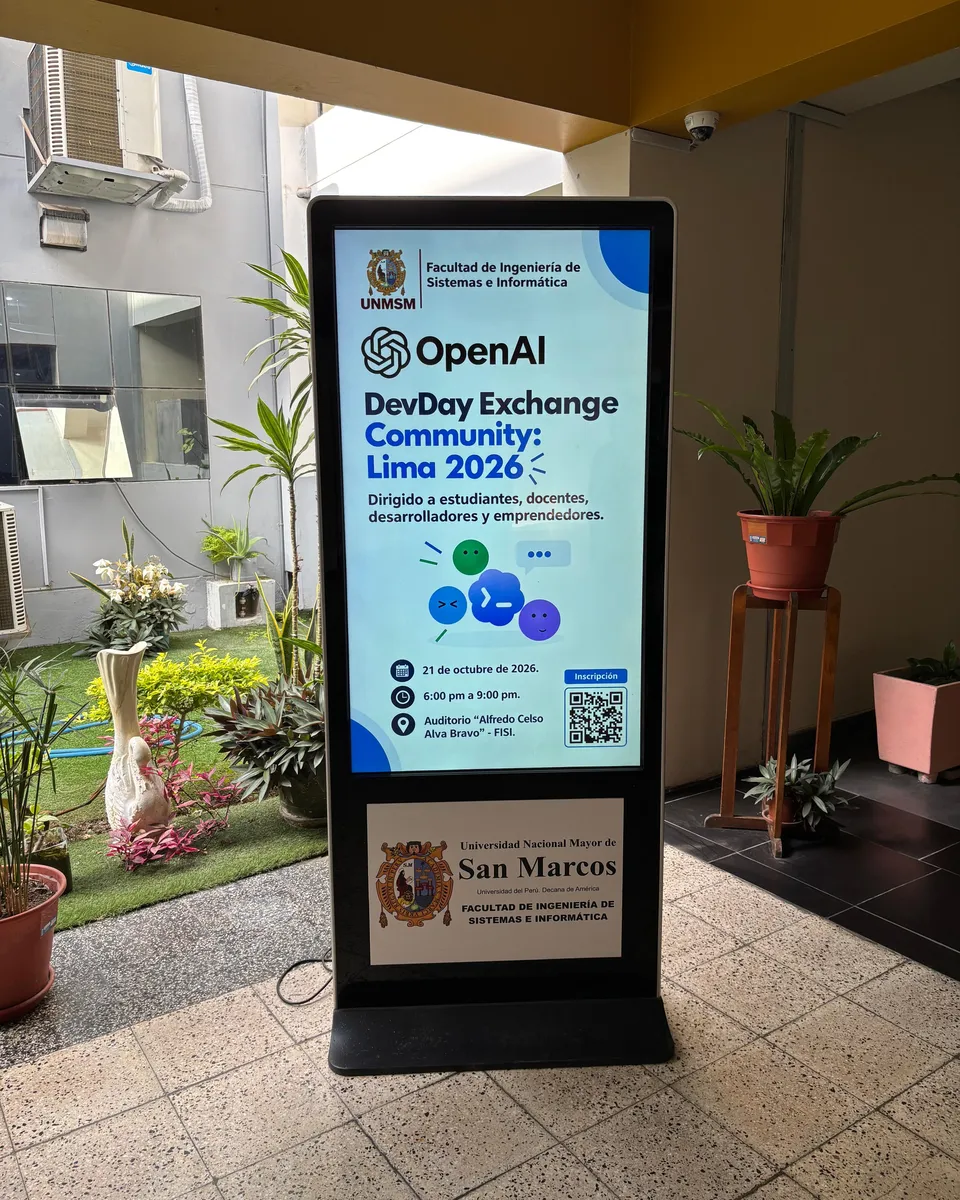 UNMSM
Facultad de Ingeniería de
Sistemas e Informática
OpenAI
DevDay Exchange
Community:
Lima 2026
Dirigido a estudiantes, docentes,
desarrolladores y emprendedores.
21 de octubre de 2026.
6:00 pm a 9:00 pm.
Auditorio “Alfredo Celso
Alva Bravo” - FISI.
Inscripción
Universidad Nacional Mayor de
San Marcos
Universidad del Perú. Decana de América
FACULTAD DE INGENIERÍA DE
SISTEMAS E INFORMÁTICA